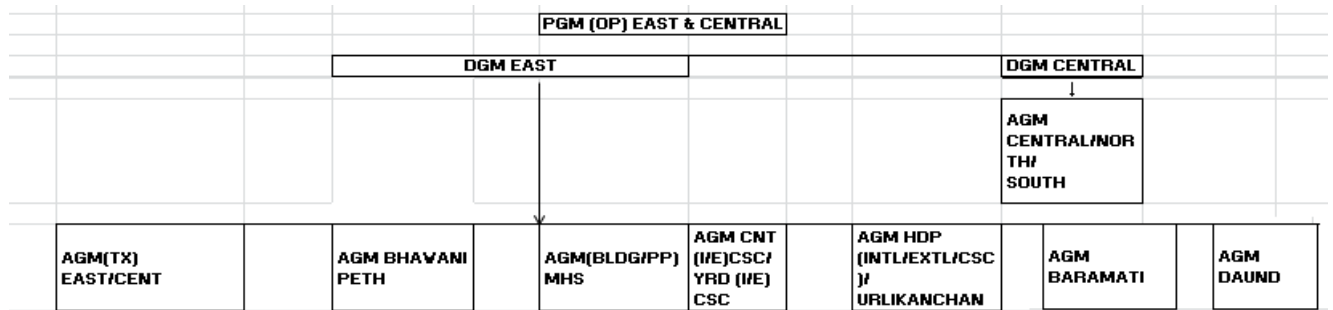 PGM (OP) EAST & CENTRAL
DGM EAST
DGM CENTRAL
AGM
CENTRAL/NOR
TH/
SOUTH
AGM(TX)
EAST/CENT
AGM BHAWANI
PETH
AGM(BLDG/PP)
MHS
AGM CNT
(I/E)CSC/
YRD (I/E)
CSC
AGM HDP
(INTL/EXTL/CSC
)/
URLIKANCHAN
AGM
BARAMATI
AGM
DAUND